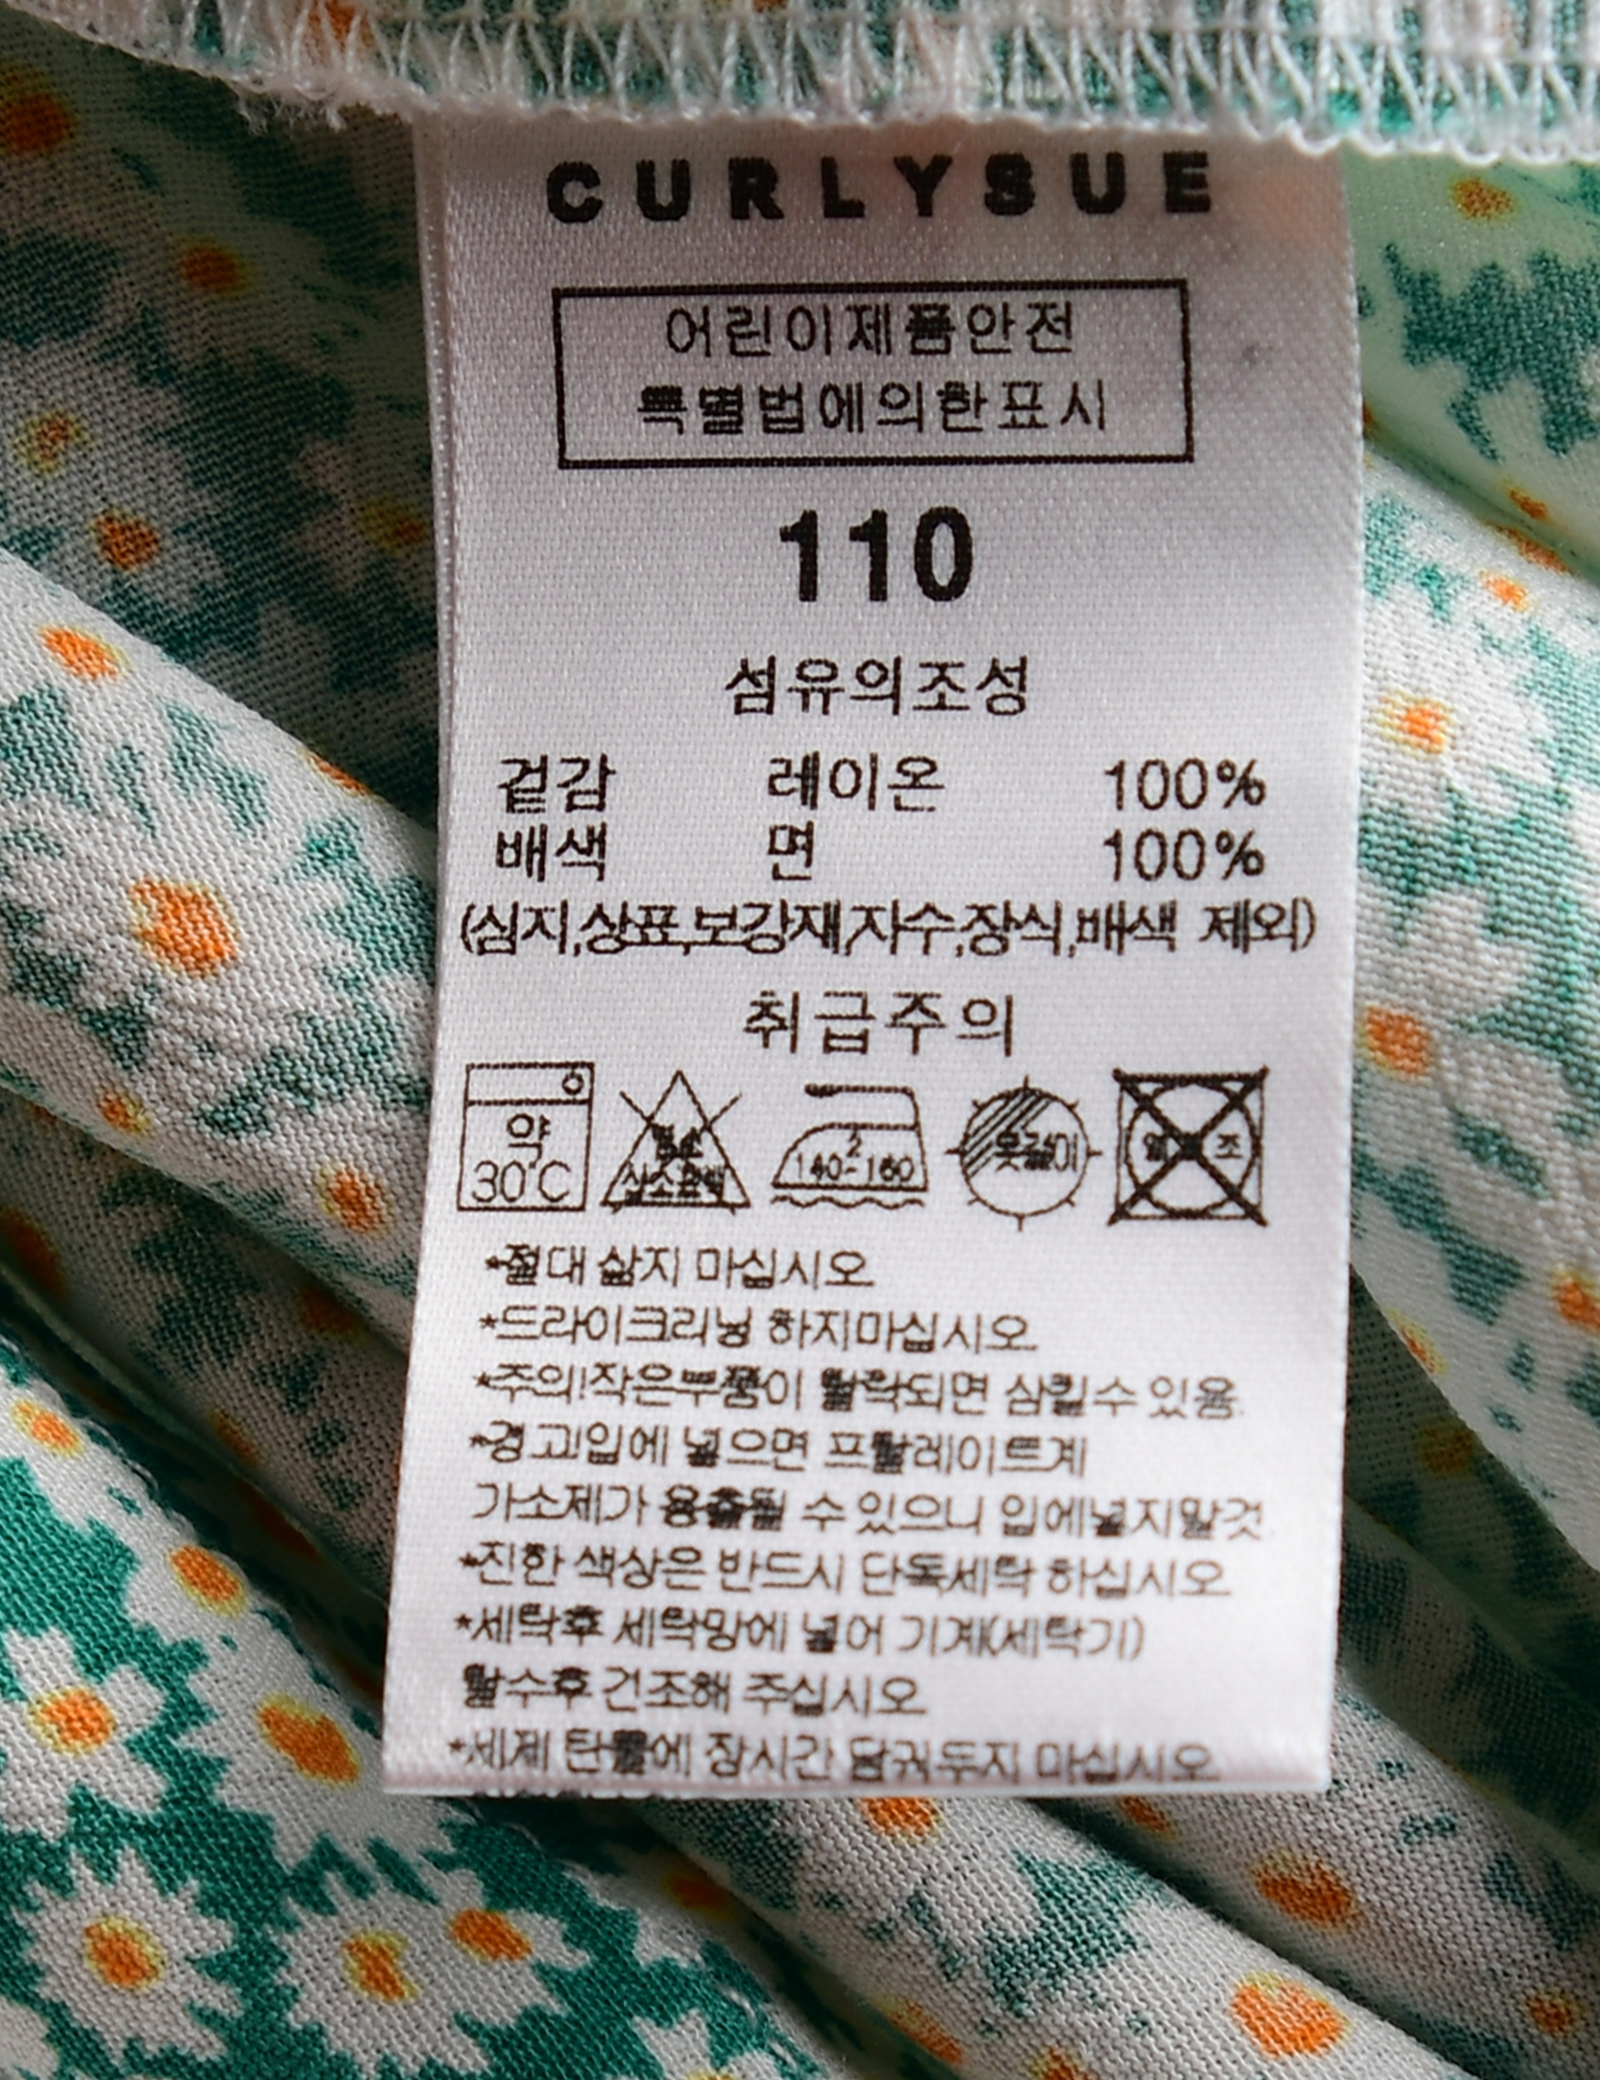 CURLYSUE
어린이제품안전
특별법에의한표시
110
섬유의조성
겉감 레이온 100%
배색 면 100%
(심지,상표,보강재,자수,장식,배색 제외)
취급주의
약 30°C 염소 산소표백 2 140-160 옷걸이
*절대 삶지 마십시오
*드라이크리닝 하지마십시오
*주의!작은부품이 탈락되면 삼킬수 있음.
*경고!입에 넣으면 프탈레이트계
가소제가 용출될 수 있으니 입에넣지말것.
*진한 색상은 반드시 단독세탁 하십시오
*세탁후 세탁망에 넣어 기계(세탁기)
탈수후 건조해 주십시오
*세제 탄물에 장시간 담궈두지 마십시오